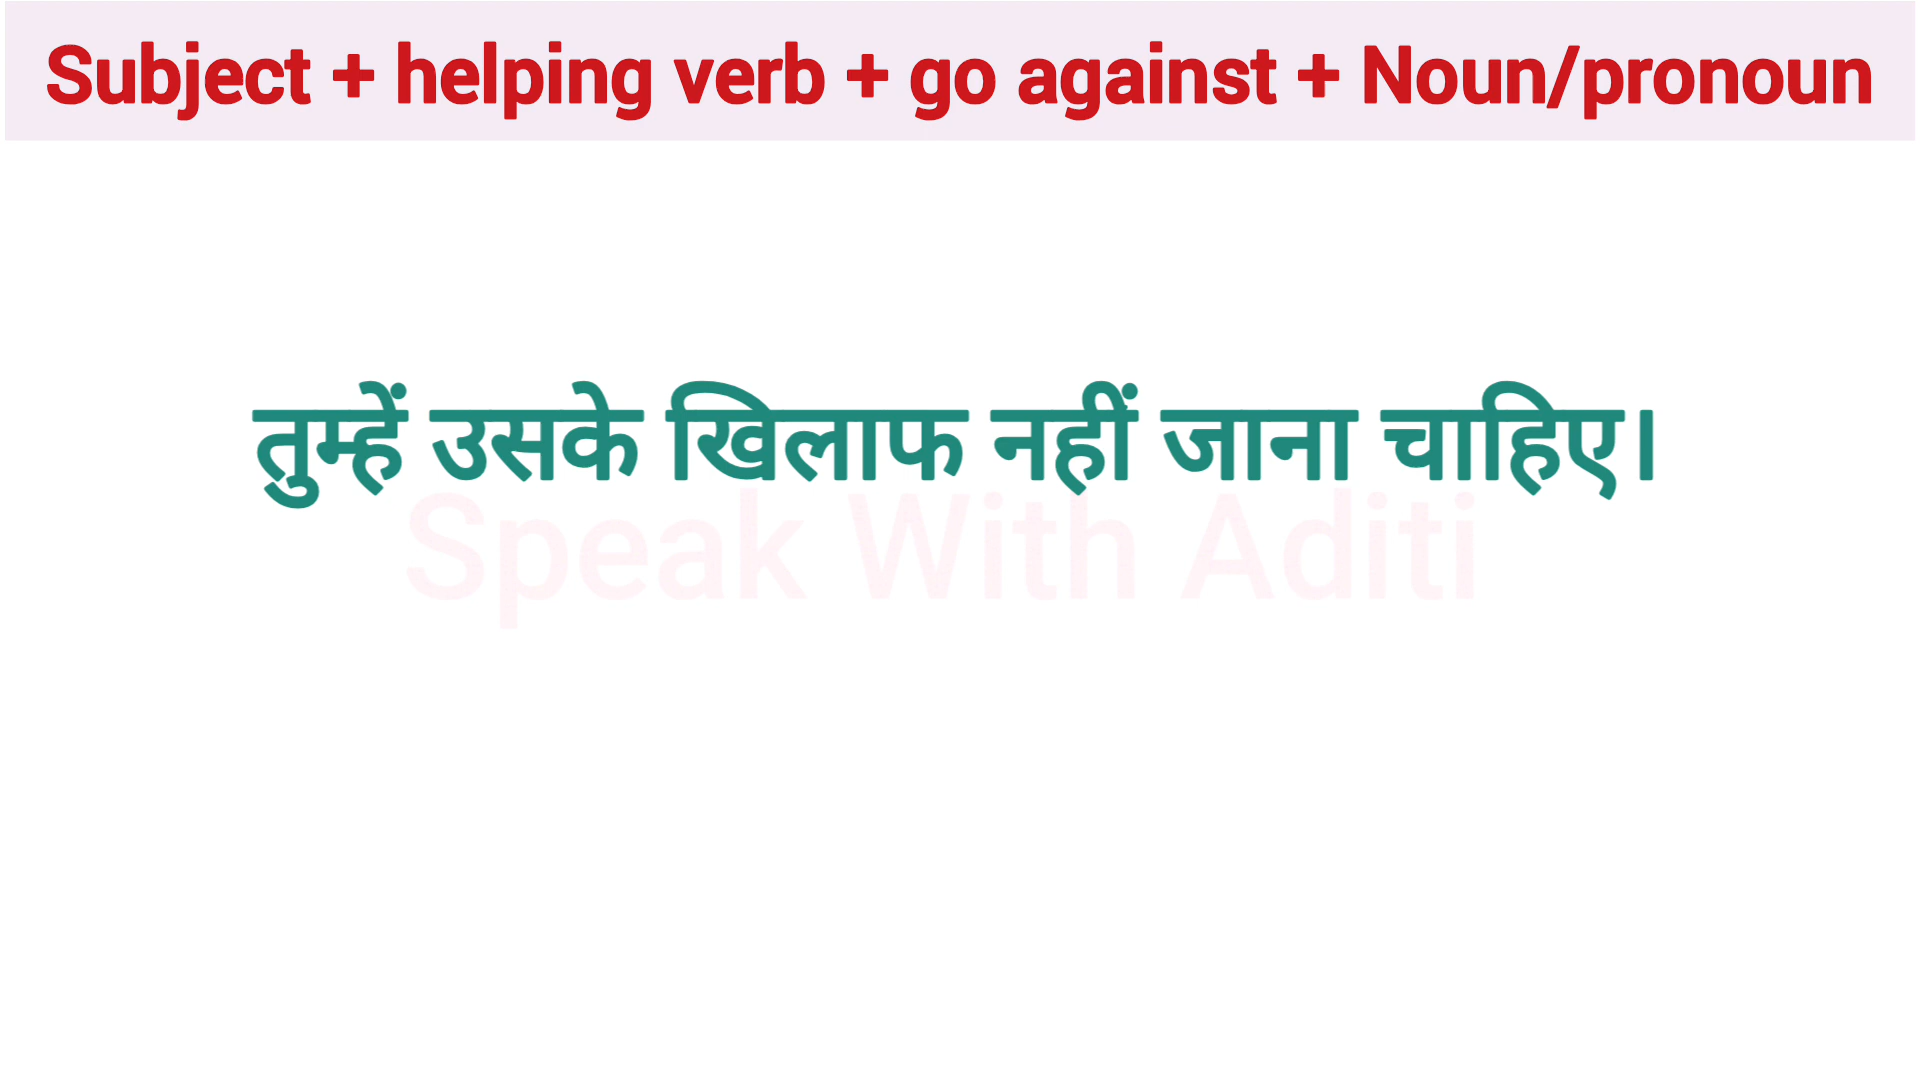 Subject + helping verb + go against + Noun/pronoun
तुम्हें उसके खिलाफ नहीं जाना चाहिए।
Speak With Aditi